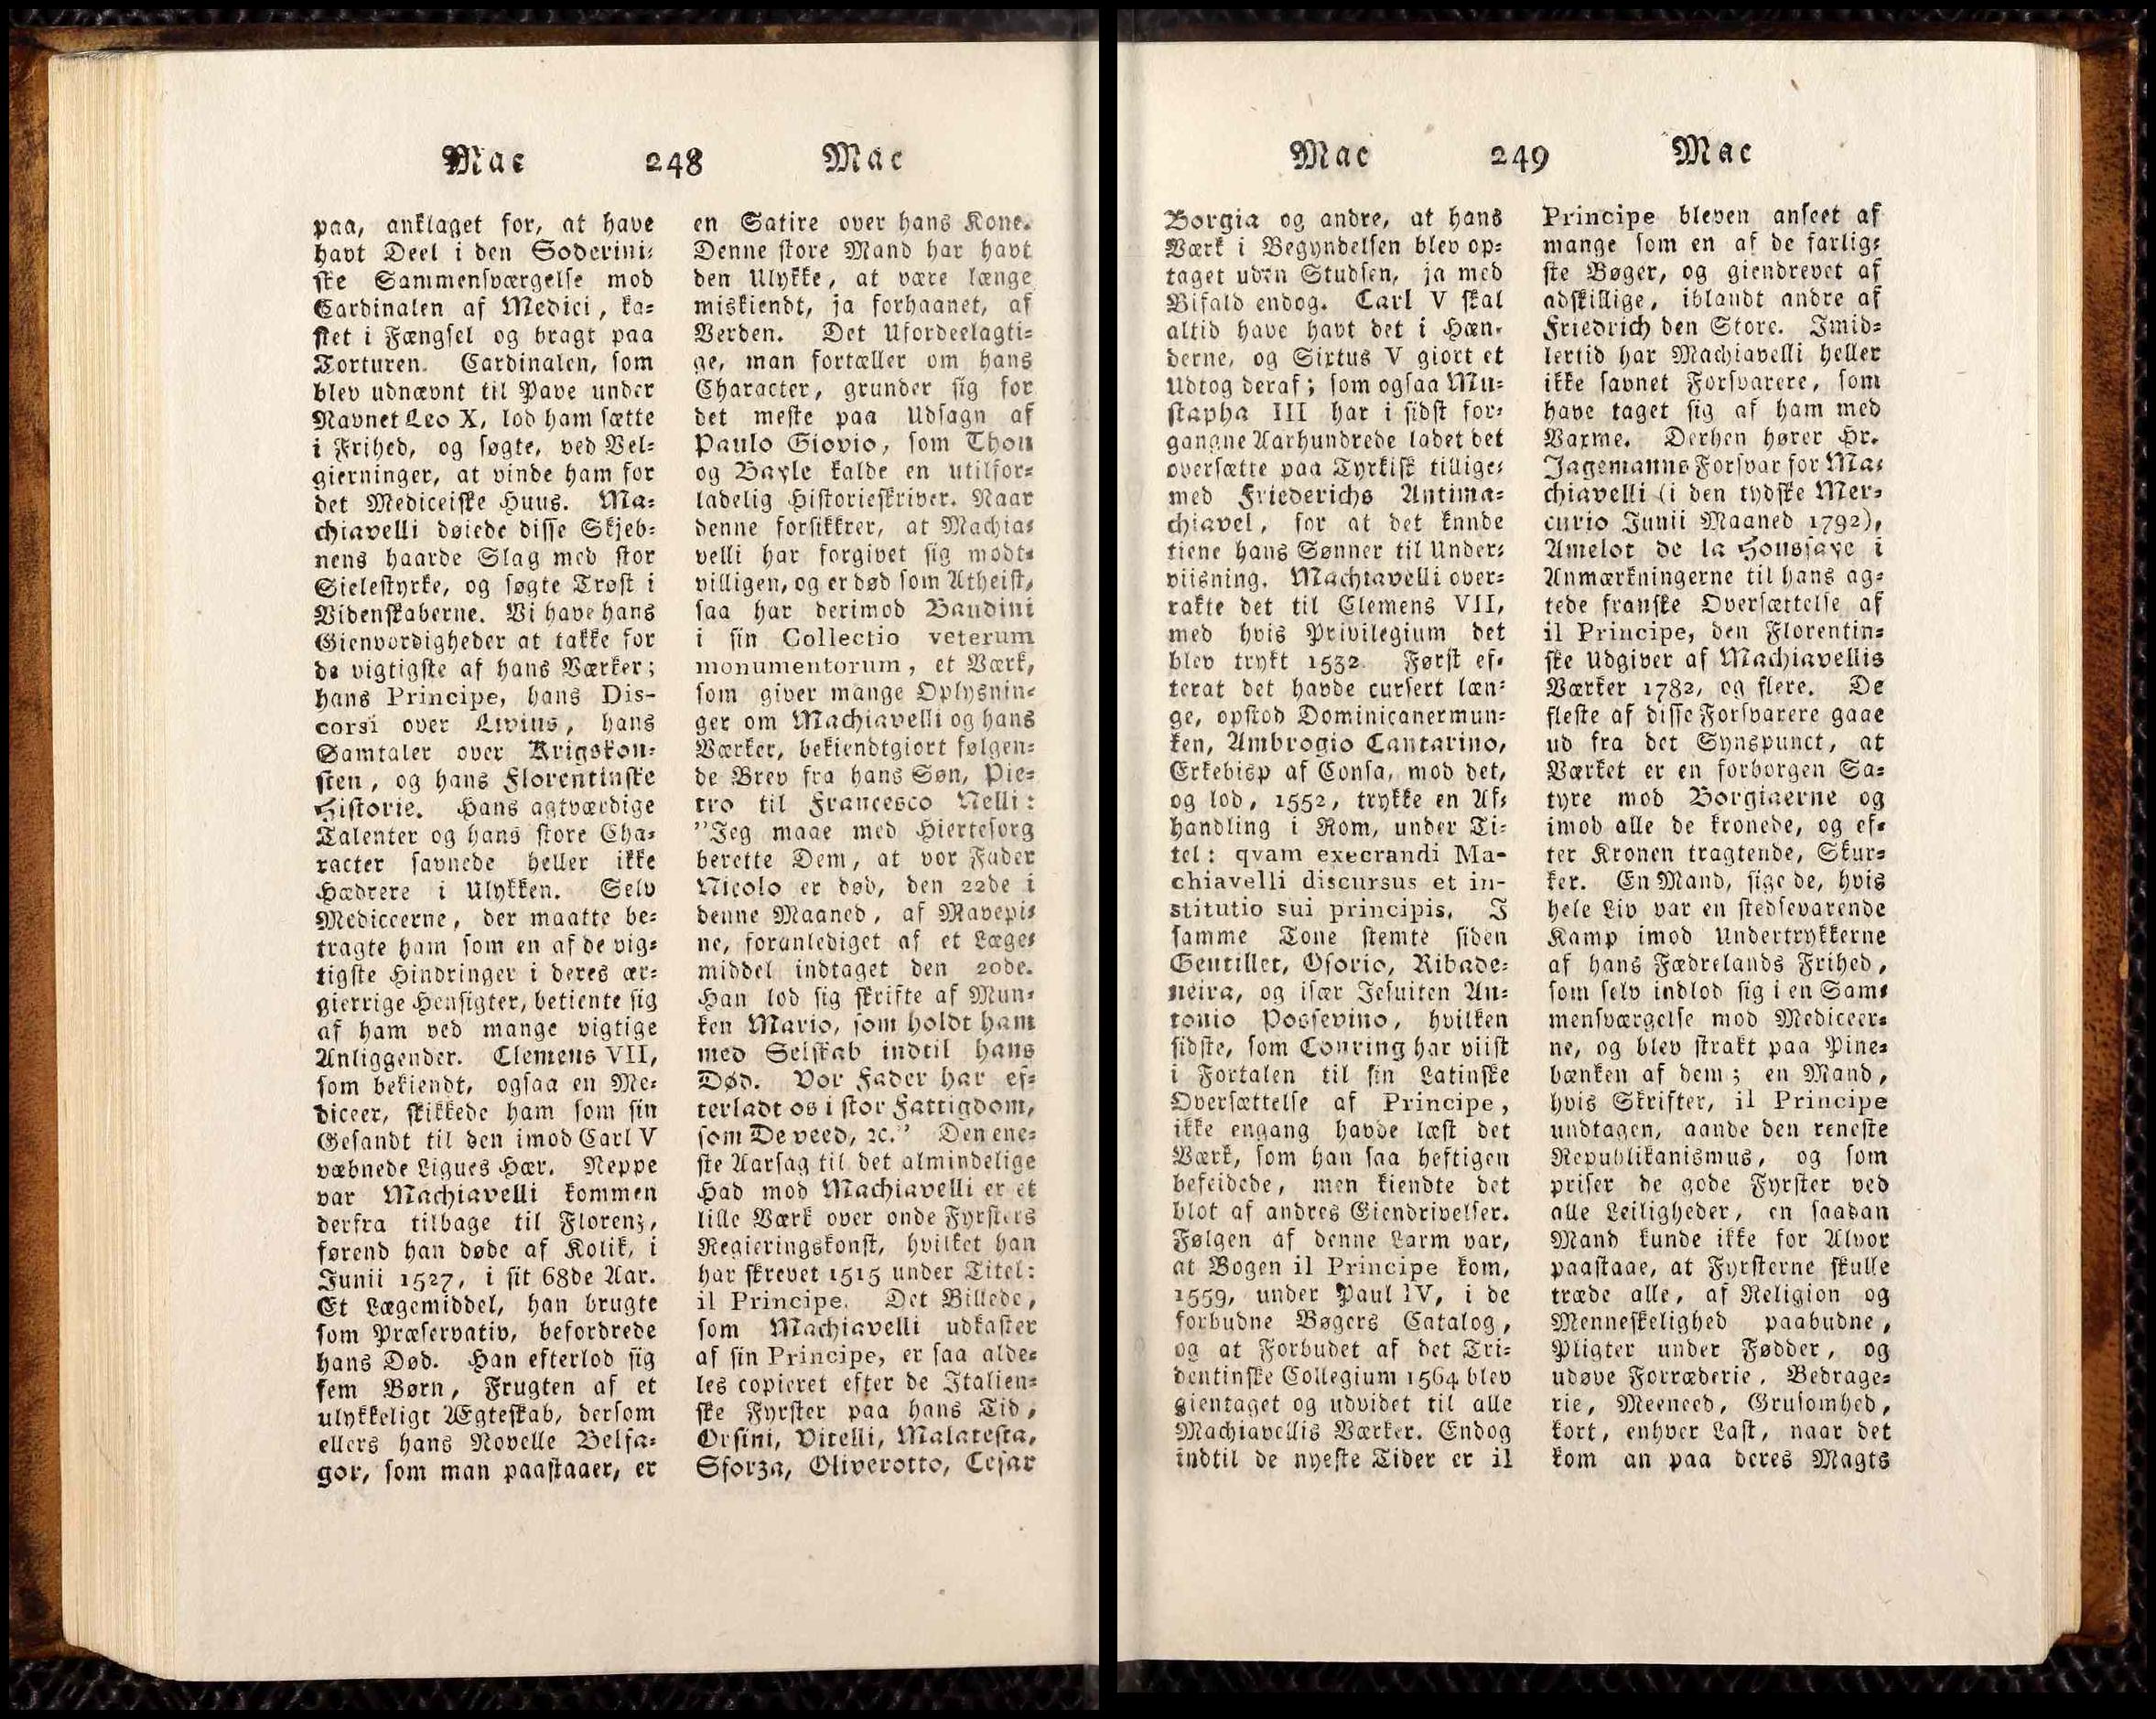 Mac 248 Mac
paa, anklaget for, at have
havt Deel i den Soderini-
ske Sammensværgelse mod
Cardinalen af Medici, ka-
stet i Fængsel og bragt paa
Torturen. Cardinalen, som
blev udnævnt til Pave under
Navnet Leo X, lod ham sætte
i Frihed, og søgte, ved Vel-
gierninger, at vinde ham for
det Mediceiske Huus. Ma-
chiavelli døiede disse Skjeb-
nens haarde Slag med stor
Sielestyrke, og søgte Trøst i
Videnskaberne. Vi have hans
Gienvordigheder at takke for
de vigtigste af hans Værker;
hans Principe, hans Dis-
corsi over Livius, hans
Samtaler over Krigskon-
sten, og hans Florentinske
Historie. Hans agtværdige
Talenter og hans store Cha-
racter savnede heller ikke
Hædrere i Ulykken. Selv
Mediceerne, der maatte be-
tragte ham som en af de vig-
tigste Hindringer i deres ær-
gierrige Hensigter, betiente sig
af ham ved mange vigtige
Anliggender. Clemens VII,
som bekiendt, ogsaa en Me-
diceer, skikkede ham som sin
Gesandt til den imod Carl V
væbnede Ligues Hær. Neppe
var Machiavelli kommen
derfra tilbage til Florenz,
førend han døde af Kolik, i
Junii 1527, i sit 68de Aar.
Et Lægemiddel, han brugte
som Præservativ, befordrede
hans Død. Han efterlod sig
fem Børn, Frugten af et
ulykkeligt Ægteskab, dersom
ellers hans Novelle Belfa-
gor, som man paastaaer, er
en Satire over hans Kone.
Denne store Mand har havt
den Ulykke, at være længe
miskiendt, ja forhaanet, af
Verden. Det Ufordeelagti-
ge, man fortæller om hans
Character, grunder sig for
det meste paa Udsagn af
Paulo Giovio, som Thou
og Bayle kalde en utilfor-
ladelig Historieskriver. Naar
denne forsikkrer, at Machia-
velli har forgivet sig modt-
villigen, og er død som Atheist,
saa har derimod Bandini
i sin Collectio veterum
monumentorum, et Værk,
som giver mange Oplysnin-
ger om Machiavelli og hans
Værker, bekiendtgiort følgen-
de Brev fra hans Søn, Pie-
tro til Francesco Nelli:
"Jeg maae med Hiertesorg
berette Dem, at vor Fader
Nicolo er død, den 22de i
denne Maaned, af Mavepi-
ne, foranlediget af et Læge-
middel indtaget den 20de.
Han lod sig skrifte af Mun-
ken Mario, som holdt ham
med Selskab indtil hans
Død. Vor Fader har ef-
terladt os i stor Fattigdom,
som De veed, ꝛc." Den ene-
ste Aarsag til det almindelige
Had mod Machiavelli er et
lille Værk over onde Fyrsters
Regieringskonst, hvilket han
har skrevet 1515 under Titel:
il Principe. Det Billede,
som Machiavelli udkaster
af sin Principe, er saa alde-
les copieret efter de Italien-
ske Fyrster paa hans Tid,
Orsini, Vitelli, Malatesta,
Sforza, Oliverotto, Cesar
Mac 249 Mac
Borgia og andre, at hans
Værk i Begyndelsen blev op-
taget uden Studsen, ja med
Bifald endog. Carl V skal
altid have havt det i Hæn-
derne, og Sixtus V giort et
Udtog deraf; som ogsaa Mu-
stapha III har i sidst for-
gangne Aarhundrede ladet det
oversætte paa Tyrkisk tillige-
med Friederichs Antima-
chiavel, for at det knnde
tiene hans Sønner til Under-
viisning. Machiavelli over-
rakte det til Clemens VII,
med hvis Privilegium det
blev trykt 1532. Først ef-
terat det havde cursert læn-
ge, opstod Dominicanermun-
ken, Ambrogio Cantarino,
Erkebisp af Consa, mod det,
og lod, 1552, trykke en Af-
handling i Rom, under Ti-
tel: qvam execrandi Ma-
chiavelli discursus et in-
stitutio sui principis. I
samme Tone stemte siden
Gentillet, Osorio, Ribade-
neira, og især Jesuiten An-
tonio Possevino, hvilken
sidste, som Conring har viist
i Fortalen til sin Latinske
Oversættelse af Principe,
ikke engang havde læst det
Værk, som han saa heftigen
befeidede, men kiendte det
blot af andres Giendrivelser.
Følgen af denne Larm var,
at Bogen il Principe kom,
1559, under Paul IV, i de
forbudne Bøgers Catalog,
og at Forbudet af det Tri-
dentinske Collegium 1564 blev
gientaget og udvidet til alle
Machiavellis Værker. Endog
indtil de nyeste Tider er il
Principe bleven anseet af
mange som en af de farlig-
ste Bøger, og giendrevet af
adskillige, iblandt andre af
Friedrich den Store. Imid-
lertid har Machiavelli heller
ikke savnet Forsvarere, som
have taget sig af ham med
Varme. Derhen hører Hr.
Jagemanns Forsvar for Ma-
chiavelli (i den tydske Mer-
curio Junii Maaned 1792),
Amelot de la Houssaye i
Anmærkningerne til hans ag-
tede franske Oversættelse af
il Principe, den Florentin-
ske Udgiver af Machiavellis
Værker 1782, og flere. De
fleste af disse Forsvarere gaae
ud fra det Synspunct, at
Værket er en forborgen Sa-
tyre mod Borgiaerne og
imod alle de kronede, og ef-
ter Kronen tragtende, Skur-
ker. En Mand, sige de, hvis
hele Liv var en stedsevarende
Kamp imod Undertrykkerne
af hans Fædrelands Frihed,
som selv indlod sig i en Sam-
mensværgelse mod Mediceer-
ne, og blev strakt paa Pine-
bænken af dem; en Mand,
hvis Skrifter, il Principe
undtagen, aande den reneste
Republikanismus, og som
priser de gode Fyrster ved
alle Leiligheder, en saadan
Mand kunde ikke for Alvor
paastaae, at Fyrsterne skulle
træde alle, af Religion og
Menneskelighed paabudne,
Pligter under Fødder, og
udøve Forræderie, Bedrage-
rie, Meeneed, Grusomhed,
kort, enhver Last, naar det
kom an paa deres Magts